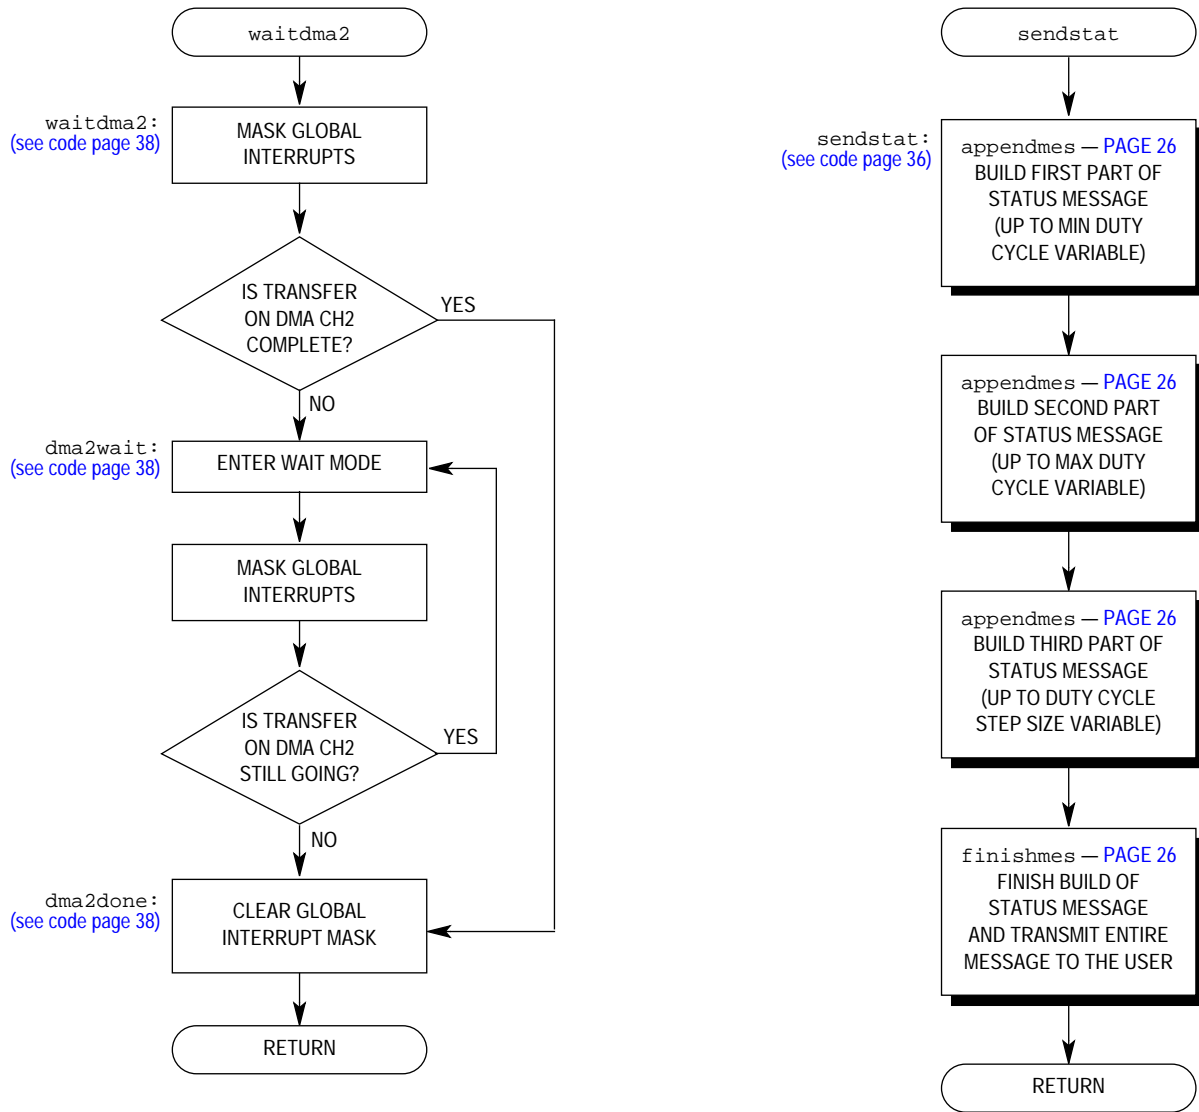 waitdma2
waitdma2:
(see code page 38)
MASK GLOBAL
INTERRUPTS
IS TRANSFER
ON DMA CH2
COMPLETE?
YES
NO
dma2wait:
(see code page 38)
ENTER WAIT MODE
MASK GLOBAL
INTERRUPTS
IS TRANSFER
ON DMA CH2
STILL GOING?
YES
NO
dma2done:
(see code page 38)
CLEAR GLOBAL
INTERRUPT MASK
RETURN
sendstat
sendstat:
(see code page 36)
appendmes — PAGE 26
BUILD FIRST PART OF
STATUS MESSAGE
(UP TO MIN DUTY
CYCLE VARIABLE)
appendmes — PAGE 26
BUILD SECOND PART
OF STATUS MESSAGE
(UP TO MAX DUTY
CYCLE VARIABLE)
appendmes — PAGE 26
BUILD THIRD PART OF
STATUS MESSAGE
(UP TO DUTY CYCLE
STEP SIZE VARIABLE)
finishmes — PAGE 26
FINISH BUILD OF
STATUS MESSAGE
AND TRANSMIT ENTIRE
MESSAGE TO THE USER
RETURN